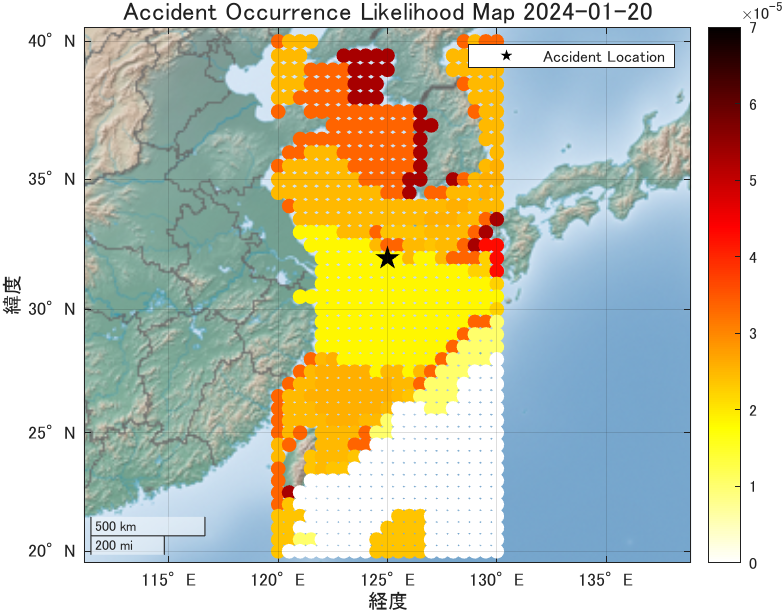 Accident Occurrence Likelihood Map 2024-01-20
×10⁻⁵
40° N
35° N
30° N
25° N
20° N
緯度
★ Accident Location
500 km
200 mi
115° E
120° E
125° E
130° E
135° E
経度
7
6
5
4
3
2
1
0